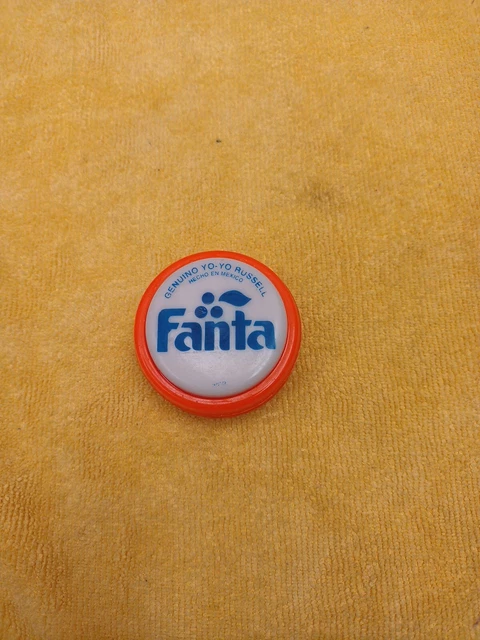 GENUINO YO-YO RUSSELL
HECHO EN MEXICO
Fanta